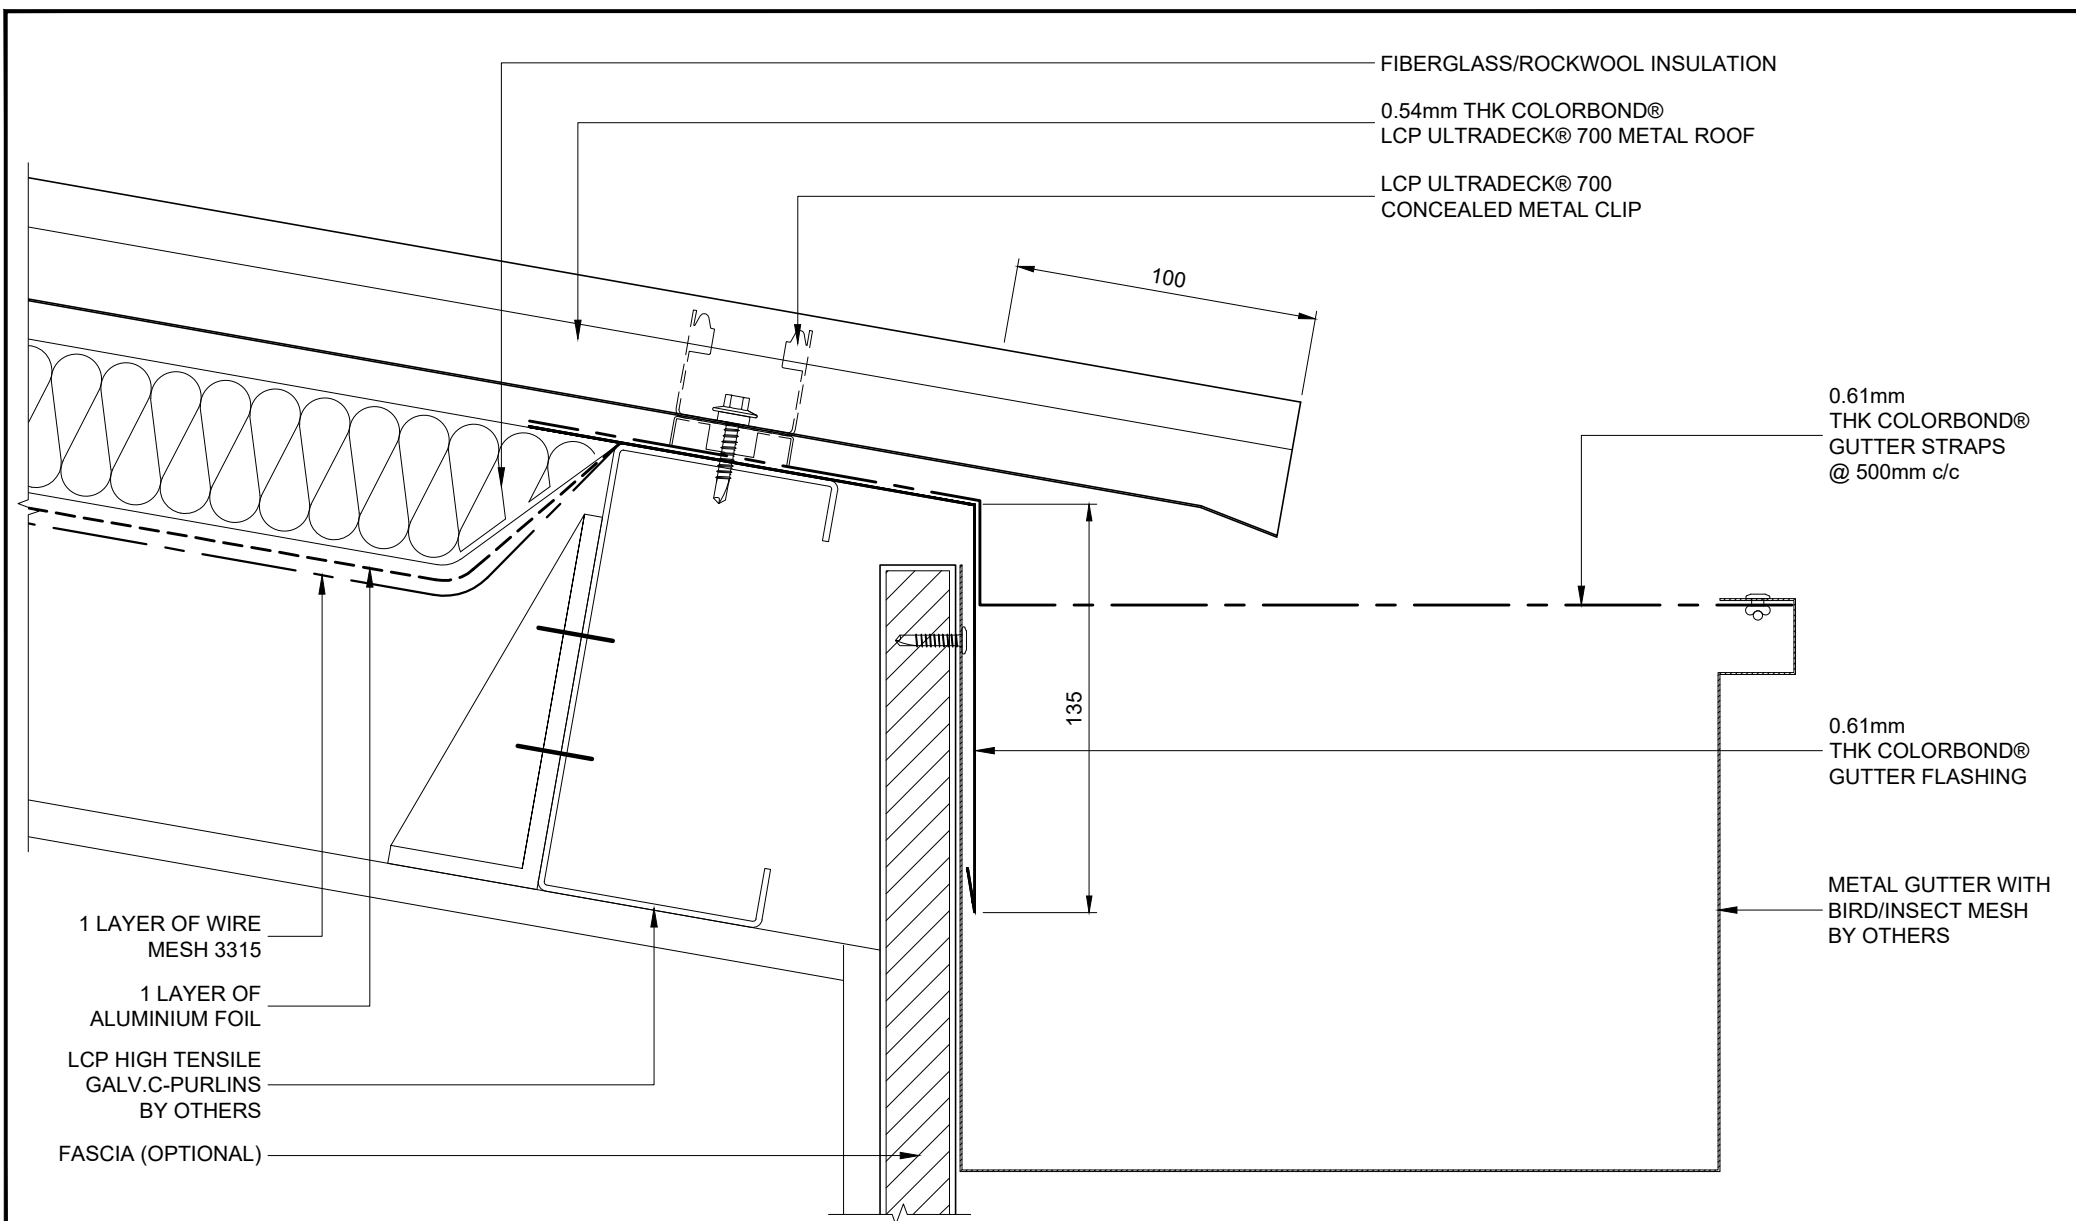 FIBERGLASS/ROCKWOOL INSULATION
0.54mm THK COLORBOND®
LCP ULTRADECK® 700 METAL ROOF
LCP ULTRADECK® 700
CONCEALED METAL CLIP
100
0.61mm
THK COLORBOND®
GUTTER STRAPS
@ 500mm c/c
135
0.61mm
THK COLORBOND®
GUTTER FLASHING
METAL GUTTER WITH
BIRD/INSECT MESH
BY OTHERS
1 LAYER OF WIRE
MESH 3315
1 LAYER OF
ALUMINIUM FOIL
LCP HIGH TENSILE
GALV.C-PURLINS
BY OTHERS
FASCIA (OPTIONAL)